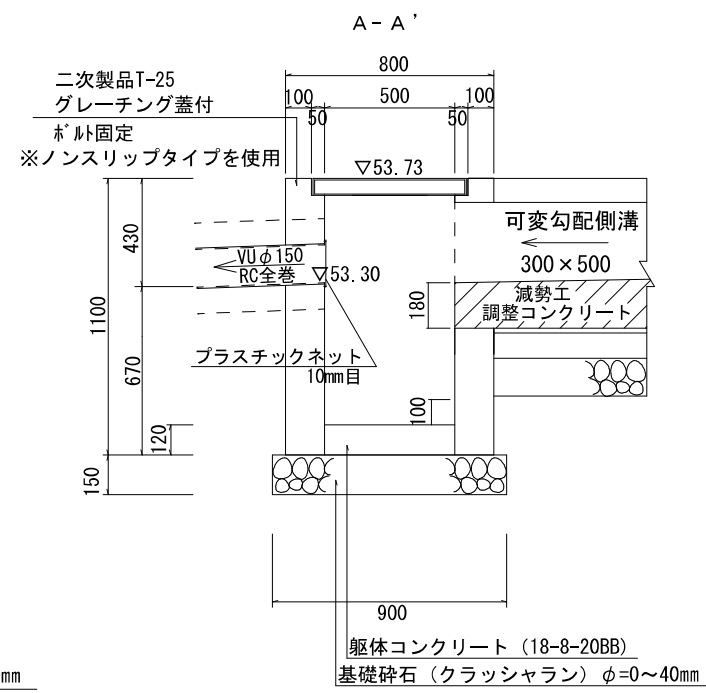 A-A'
800
100
500
100
50
50
二次製品T-25
グレーチング蓋付
ボルト固定
※ノンスリップタイプを使用
▽53.73
可変勾配側溝
300×500
VUφ150
RC全巻
▽53.30
減勢工
調整コンクリート
プラスチックネット
10mm目
430
670
1100
120
150
180
100
900
躯体コンクリート (18-8-20BB)
基礎砕石 (クラッシャラン) φ=0~40mm
mm